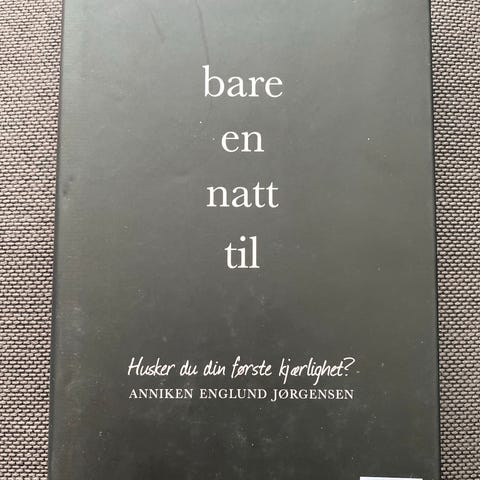 bare
en
natt
til
Husker du din første kjærlighet?
ANNIKEN ENGLUND JØRGENSEN